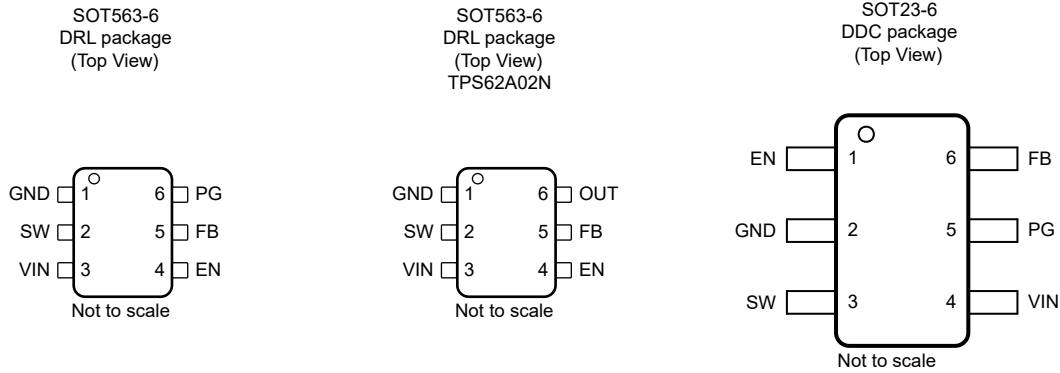 SOT563-6
DRL package
(Top View)
GND 1 6 PG
SW 2 5 FB
VIN 3 4 EN
Not to scale
SOT563-6
DRL package
(Top View)
TPS62A02N
GND 1 6 OUT
SW 2 5 FB
VIN 3 4 EN
Not to scale
SOT23-6
DDC package
(Top View)
EN 1 6 FB
GND 2 5 PG
SW 3 4 VIN
Not to scale